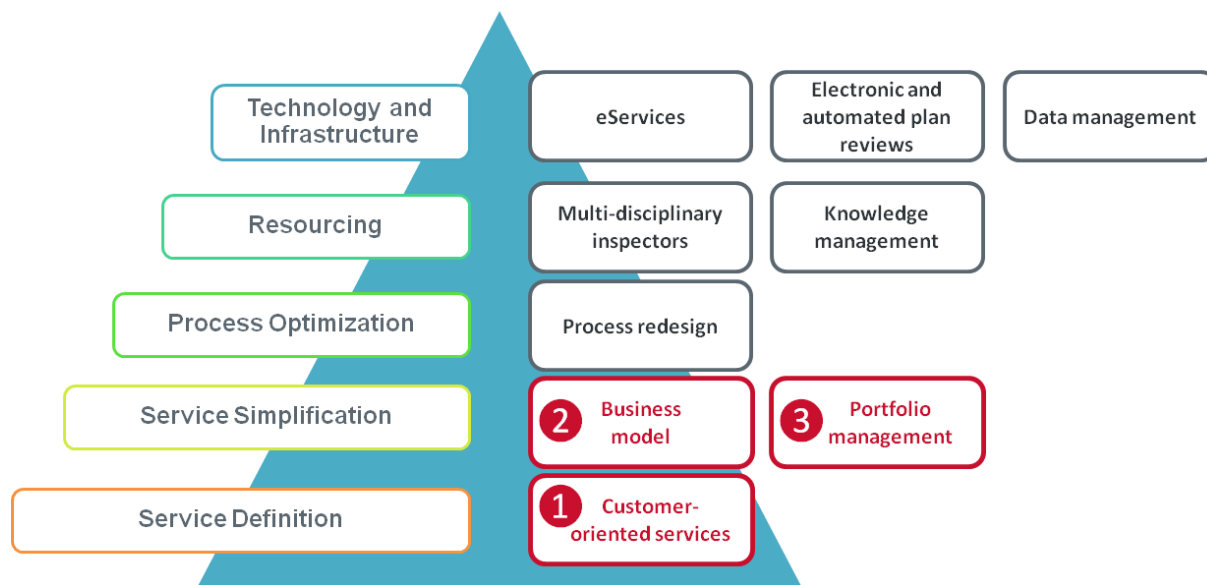 Technology and
Infrastructure
eServices
Electronic and
automated plan
reviews
Data management
Resourcing
Multi-disciplinary
inspectors
Knowledge
management
Process Optimization
Process redesign
Service Simplification
2
Business
model
3
Portfolio
management
Service Definition
1
Customer-
oriented services